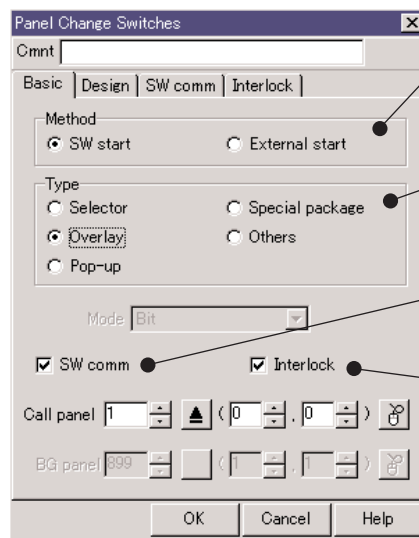 Panel Change Switches
Cmnt
Basic Design SW comm Interlock
Method
SW start External start
Type
Selector Special package
Overlay Others
Pop-up
Mode Bit
SW comm Interlock
Call panel 1 ( 0 , 0 )
BG panel 899 ( 1 , 1 )
OK Cancel Help